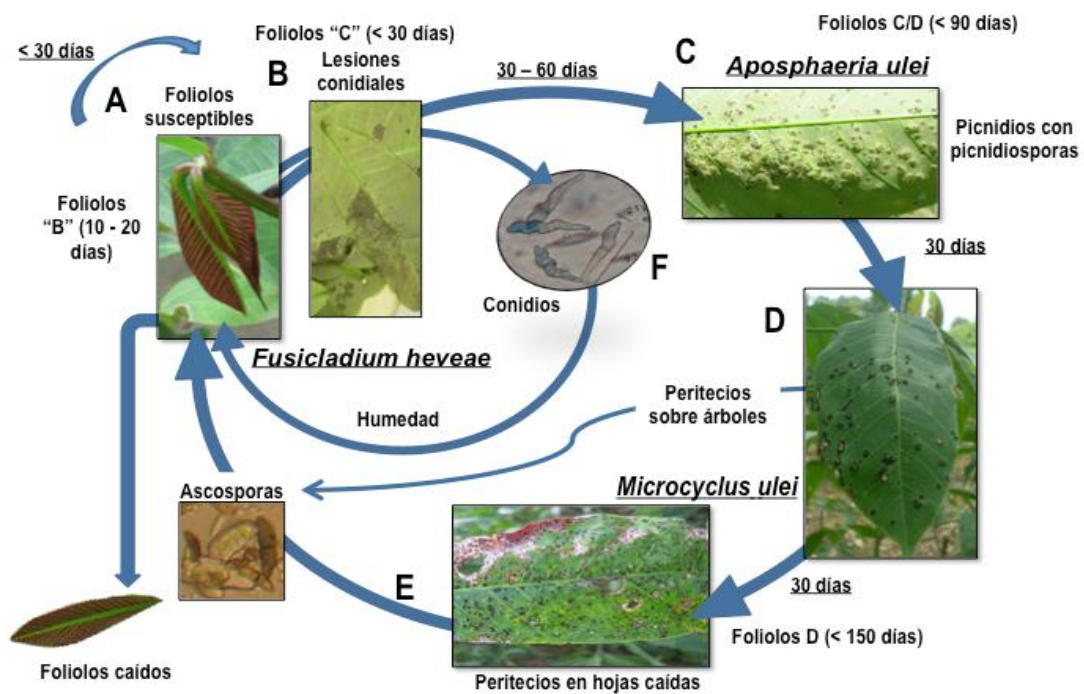 < 30 días
A
Foliolos
susceptibles
Foliolos
“B” (10 - 20
días)
Foliolos “C” (< 30 días)
B
Lesiones
conidiales
30 – 60 días
C
Foliolos C/D (< 90 días)
Aposphaeria ulei
Picnidios con
picnidiosporas
30 días
D
F
Conidios
Fusicladium heveae
Humedad
Peritecios
sobre árboles
Ascosporas
Microcyclus ulei
E
30 días
Foliolos D (< 150 días)
Foliolos caídos
Peritecios en hojas caídas